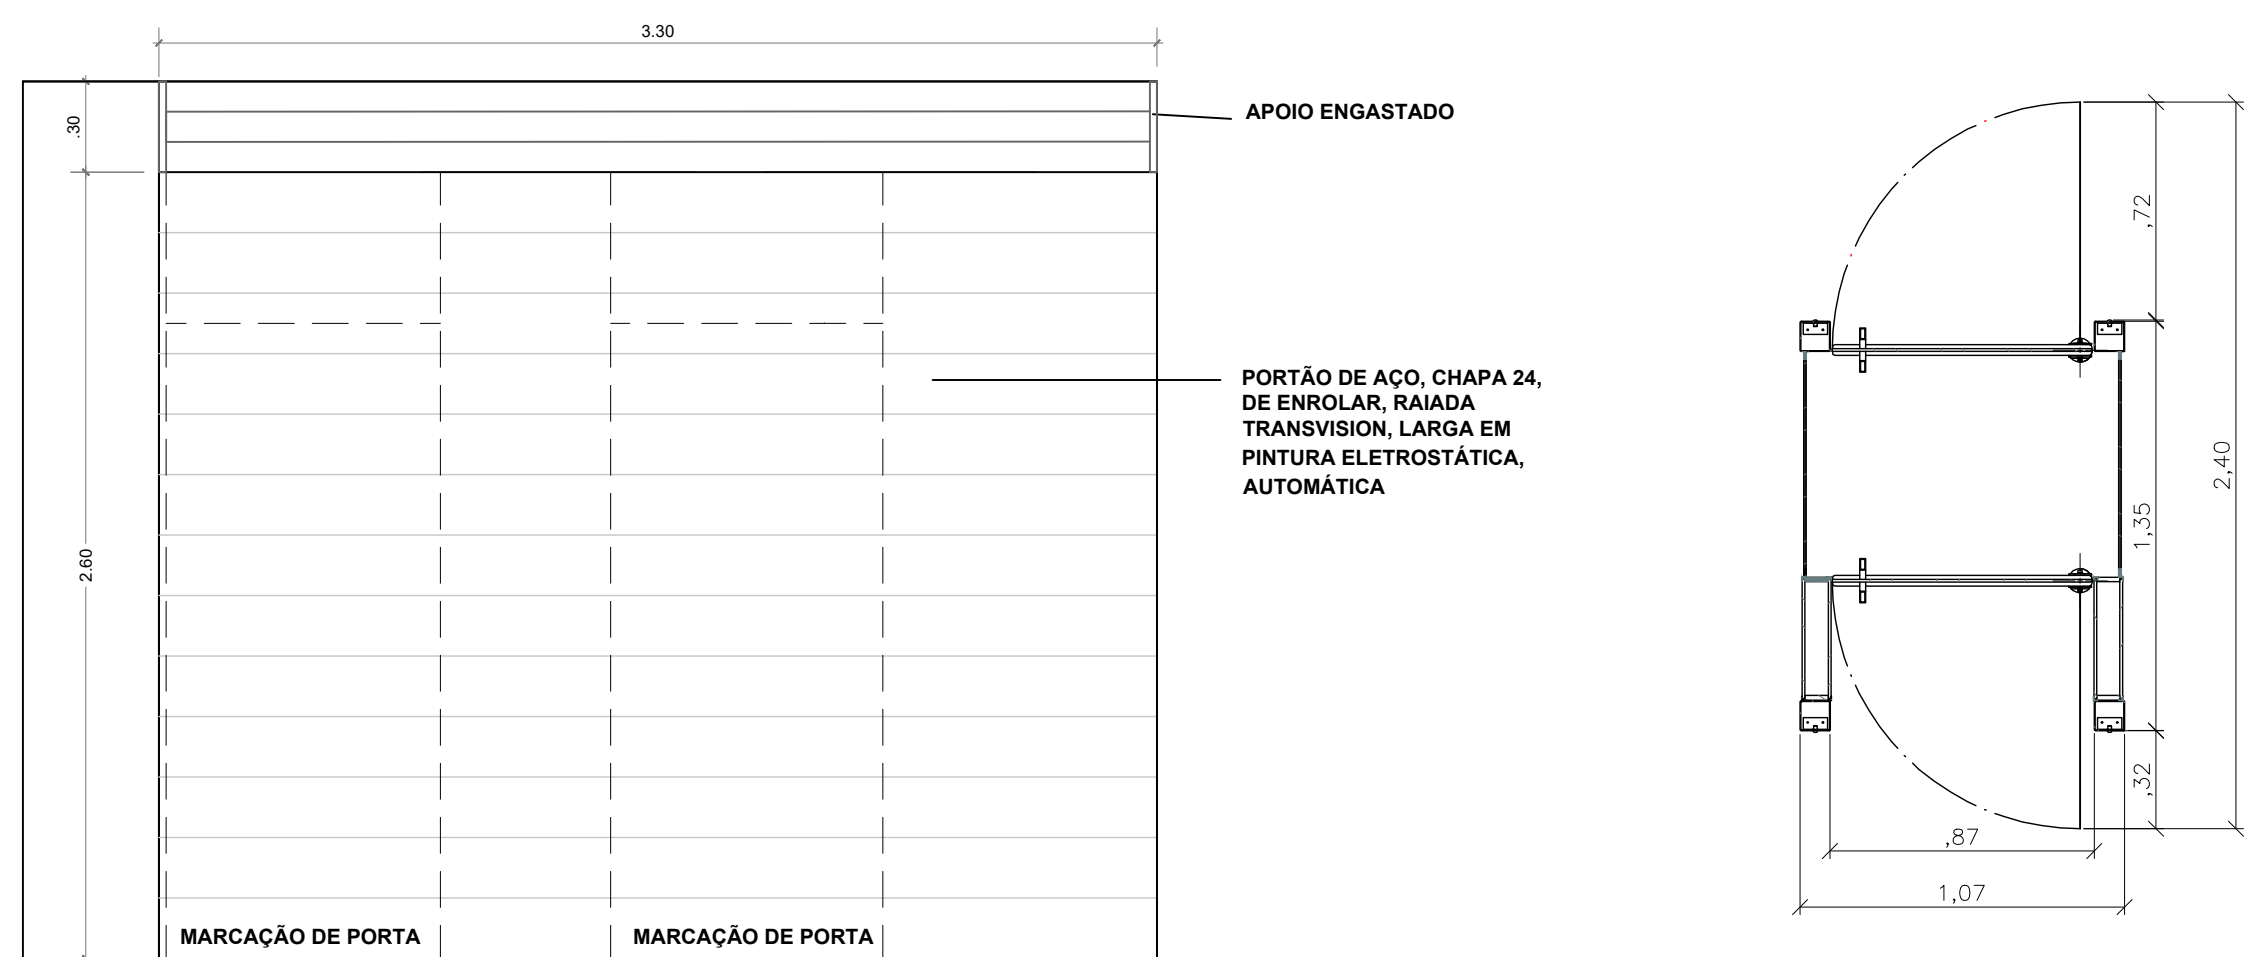 3.30
.30
APOIO ENGASTADO
,72
PORTÃO DE AÇO, CHAPA 24,
DE ENROLAR, RAIADA
TRANSVISION, LARGA EM
PINTURA ELETROSTÁTICA,
AUTOMÁTICA
2,40
1,35
2.60
,32
,87
1,07
MARCAÇÃO DE PORTA
MARCAÇÃO DE PORTA